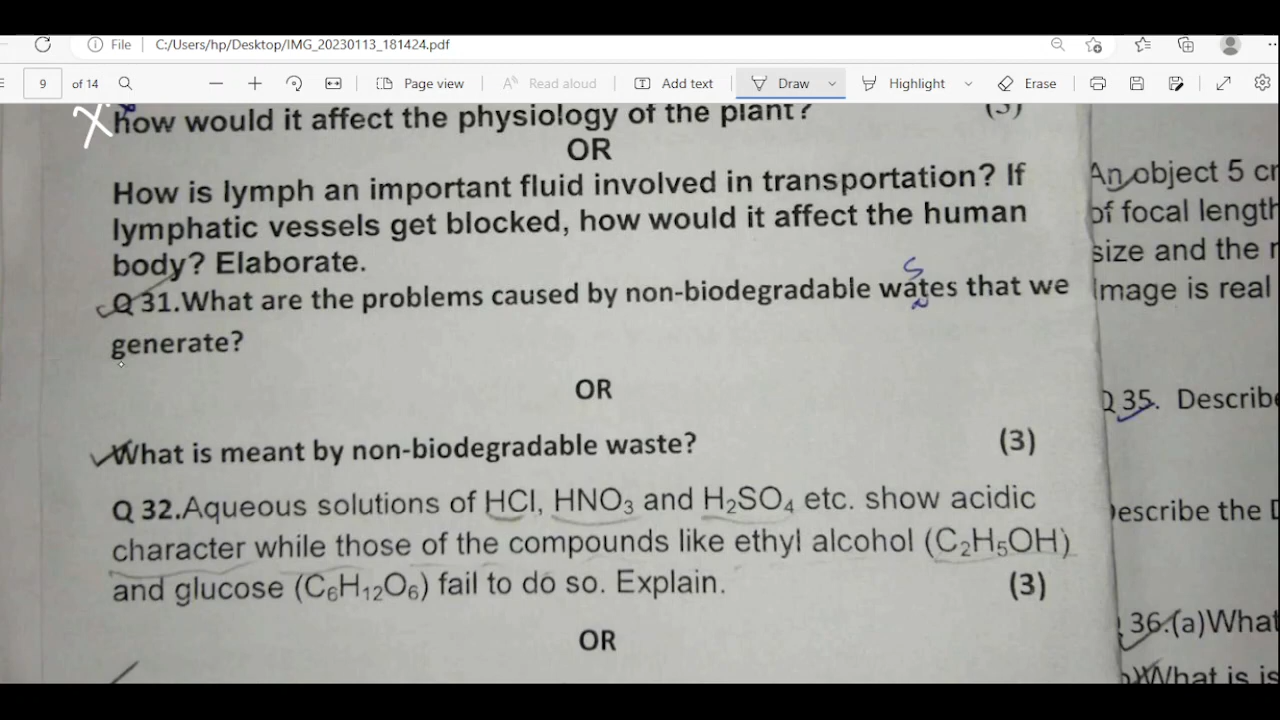 File C:/Users/hp/Desktop/IMG_20230113_181424.pdf
9 of 14 Page view Read aloud Add text Draw Highlight Erase
how would it affect the physiology of the plant? (3)
OR
How is lymph an important fluid involved in transportation? If
lymphatic vessels get blocked, how would it affect the human
body? Elaborate.
Q 31.What are the problems caused by non-biodegradable wates that we
generate?
OR
What is meant by non-biodegradable waste? (3)
Q 32.Aqueous solutions of HCl, HNO3 and H2SO4 etc. show acidic
character while those of the compounds like ethyl alcohol (C2H5OH)
and glucose (C6H12O6) fail to do so. Explain. (3)
OR
An object 5 cm
of focal length
size and the
Image is real
Q 35. Describe
Describe the
36.(a)What
What is